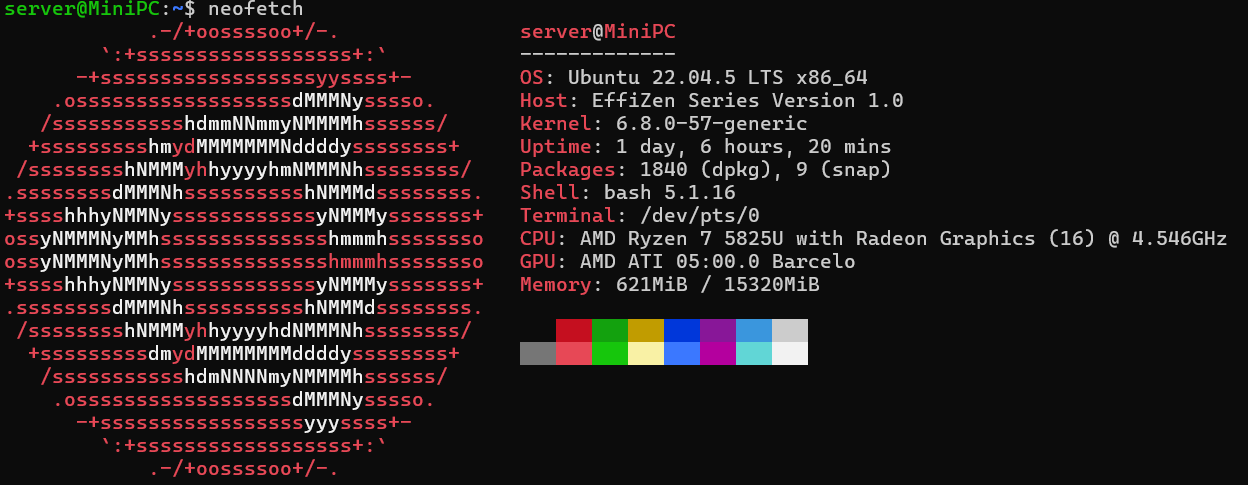 server@MiniPC:~$ neofetch
            .-/+oossssoo+/-.               server@MiniPC
        `:+ssssssssssssssssss+:`           -------------
      -+ssssssssssssssssssyyssss+-         OS: Ubuntu 22.04.5 LTS x86_64
    .ossssssssssssssssssdMMMNysssso.       Host: EffiZen Series Version 1.0
   /ssssssssssshdmmNNmmyNMMMMhssssss/      Kernel: 6.8.0-57-generic
  +ssssssssshmydMMMMMMMNddddyssssssss+     Uptime: 1 day, 6 hours, 20 mins
 /sssssssshNMMMyhhyyyyhmNMMMNhssssssss/    Packages: 1840 (dpkg), 9 (snap)
.ssssssssdMMMNhsssssssssshNMMMdssssssss.   Shell: bash 5.1.16
+sssshhhyNMMNyssssssssssssyNMMMysssssss+   Terminal: /dev/pts/0
ossyNMMMNyMMhsssssssssssssshmmmhssssssso   CPU: AMD Ryzen 7 5825U with Radeon Graphics (16) @ 4.546GHz
ossyNMMMNyMMhsssssssssssssshmmmhssssssso   GPU: AMD ATI 05:00.0 Barcelo
+sssshhhyNMMNyssssssssssssyNMMMysssssss+   Memory: 621MiB / 15320MiB
.ssssssssdMMMNhsssssssssshNMMMdssssssss.
 /sssssssshNMMMyhhyyyyhdNMMMNhssssssss/
  +sssssssssdmydMMMMMMMMddddyssssssss+
   /ssssssssssshdmNNNNmyNMMMMhssssss/
    .ossssssssssssssssssdMMMNysssso.
      -+sssssssssssssssssyyyssss+-
        `:+ssssssssssssssssss+:`
            .-/+oossssoo+/-.